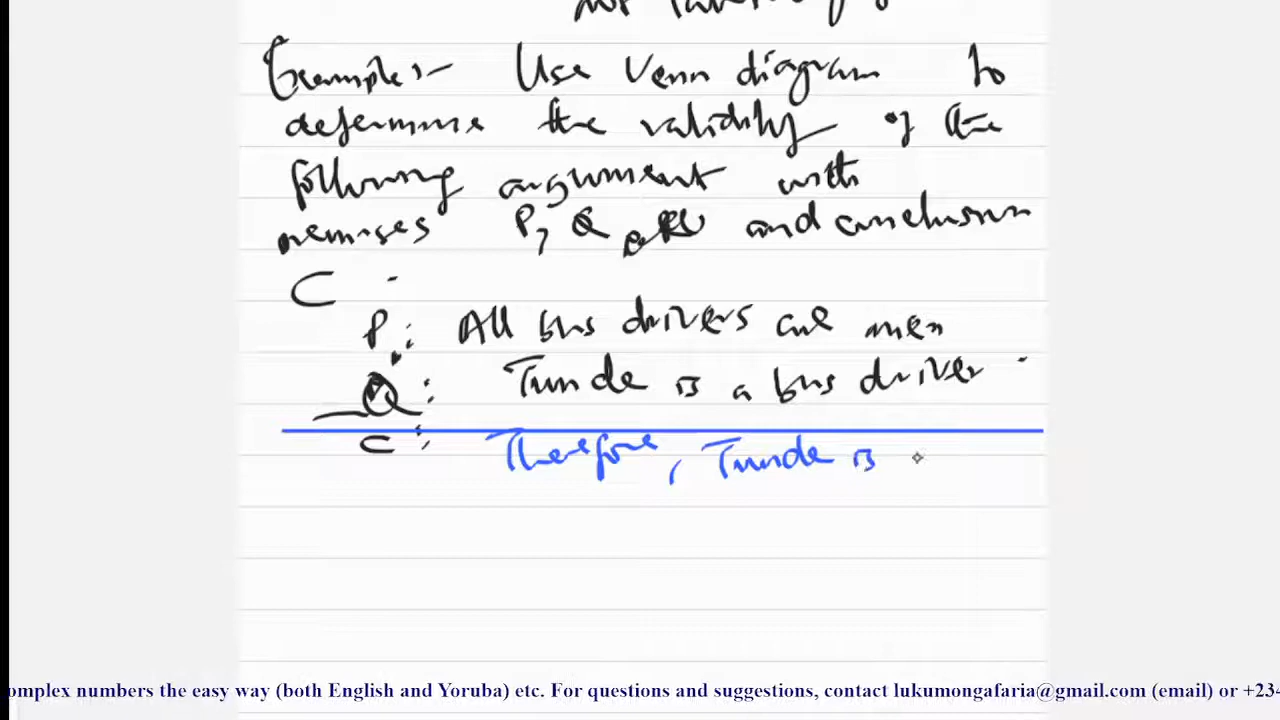 Example:- Use Venn diagram to
determine the validity of the
following argument with
premises P, Q and conclusion
C.
P: All bus drivers are men
Q: Tunde is a bus driver.
C: Therefore, Tunde is
omplex numbers the easy way (both English and Yoruba) etc. For questions and suggestions, contact lukumongafaria@gmail.com (email) or +234